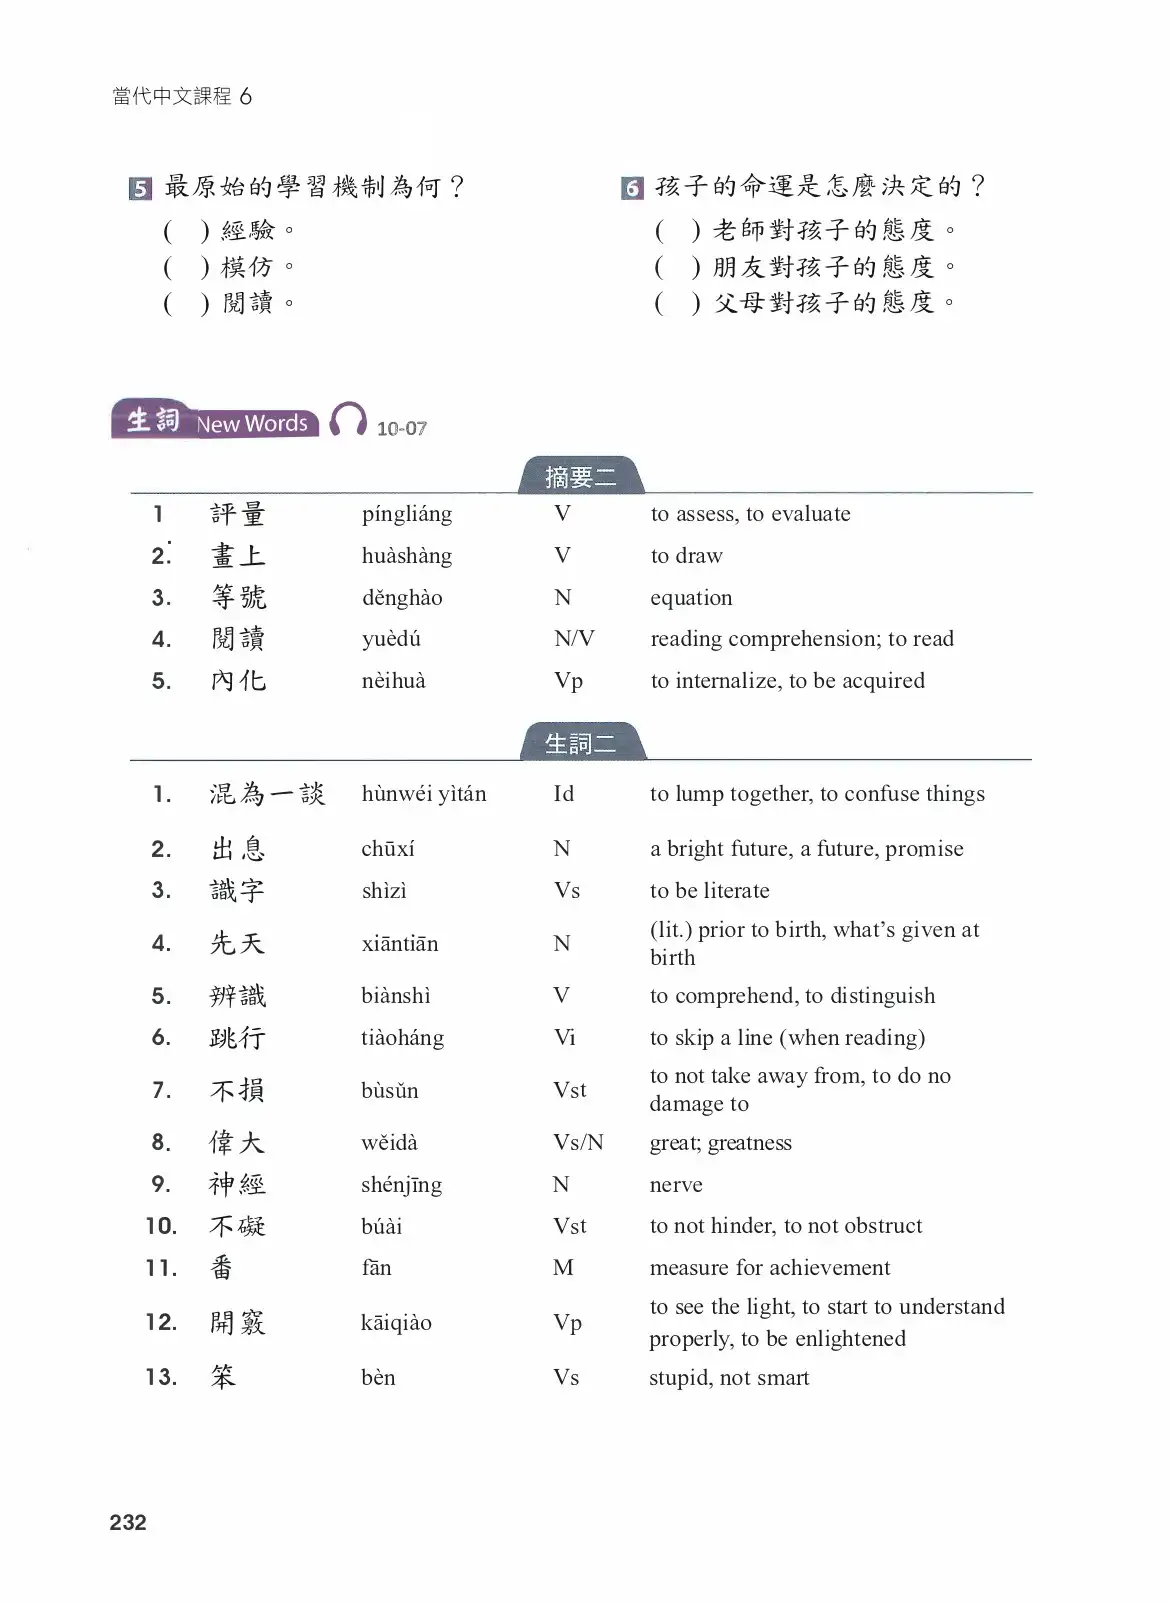 當代中文課程 6
5 最原始的學習機制為何？
(　) 經驗。
(　) 模仿。
(　) 閱讀。
6 孩子的命運是怎麼決定的？
(　) 老師對孩子的態度。
(　) 朋友對孩子的態度。
(　) 父母對孩子的態度。
生詞 New Words 10-07
摘要二
1 評量 píngliáng V to assess, to evaluate
2. 畫上 huàshàng V to draw
3. 等號 děnghào N equation
4. 閱讀 yuèdú N/V reading comprehension; to read
5. 內化 nèihuà Vp to internalize, to be acquired
生詞二
1. 混為一談 hùnwéi yìtán Id to lump together, to confuse things
2. 出息 chūxí N a bright future, a future, promise
3. 識字 shìzì Vs to be literate
4. 先天 xiāntiān N (lit.) prior to birth, what's given at
birth
5. 辨識 biànshì V to comprehend, to distinguish
6. 跳行 tiàoháng Vi to skip a line (when reading)
7. 不損 bùsǔn Vst to not take away from, to do no
damage to
8. 偉大 wěidà Vs/N great; greatness
9. 神經 shénjīng N nerve
10. 不礙 búài Vst to not hinder, to not obstruct
11. 番 fān M measure for achievement
12. 開竅 kāiqiào Vp to see the light, to start to understand
properly, to be enlightened
13. 笨 bèn Vs stupid, not smart
232